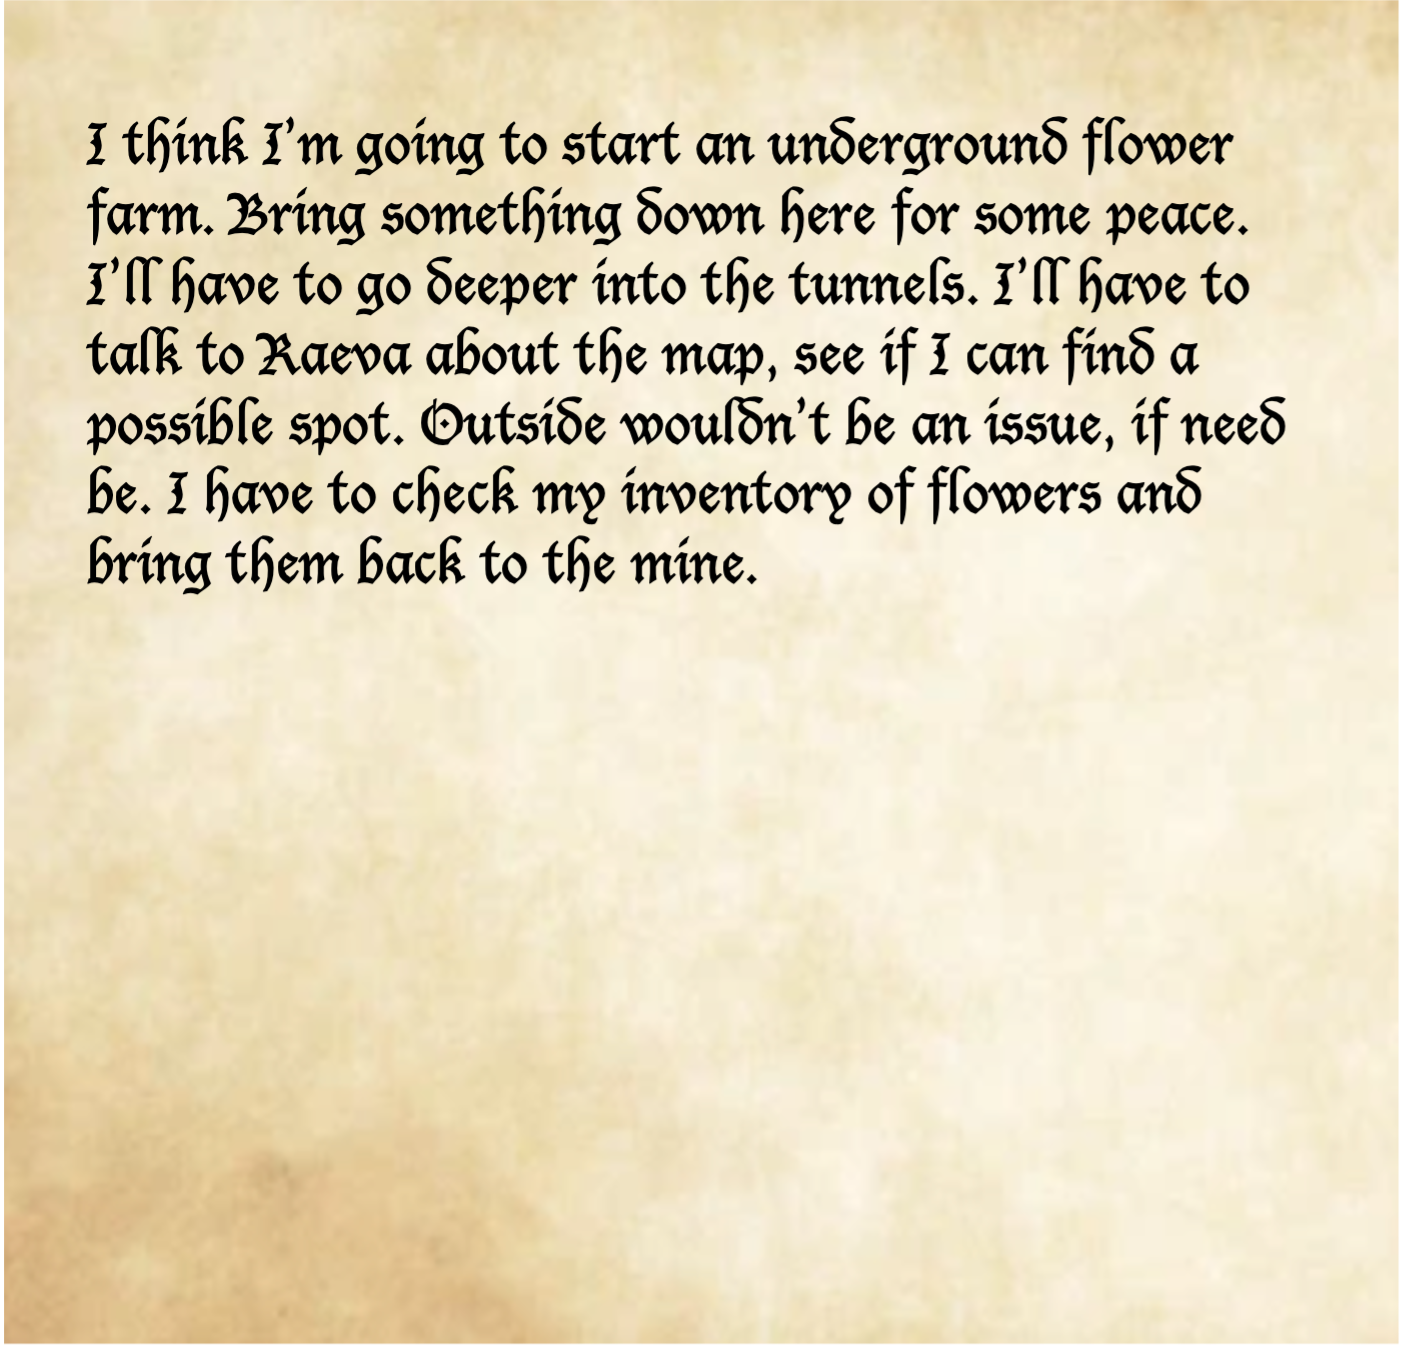 I think I'm going to start an underground flower
farm. Bring something down here for some peace.
I'll have to go deeper into the tunnels. I'll have to
talk to Raeva about the map, see if I can find a
possible spot. Outside wouldn't be an issue, if need
be. I have to check my inventory of flowers and
bring them back to the mine.